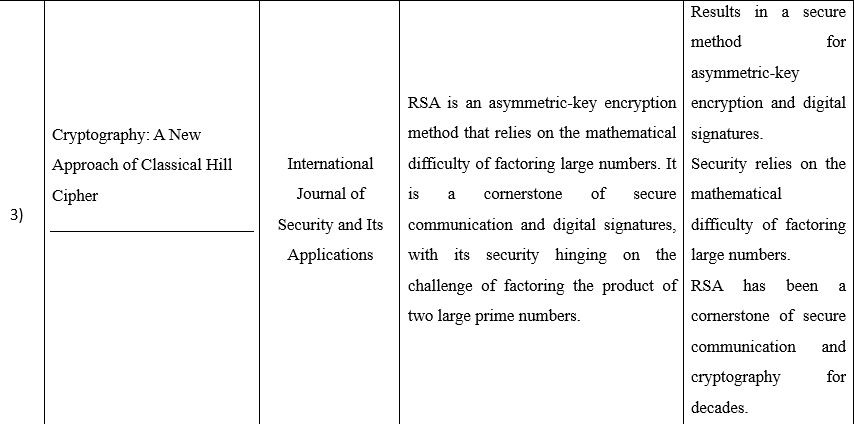 3)
Cryptography: A New
Approach of Classical Hill
Cipher
International
Journal of
Security and Its
Applications
RSA is an asymmetric-key encryption
method that relies on the mathematical
difficulty of factoring large numbers. It
is a cornerstone of secure
communication and digital signatures,
with its security hinging on the
challenge of factoring the product of
two large prime numbers.
Results in a secure
method for
asymmetric-key
encryption and digital
signatures.
Security relies on the
mathematical
difficulty of factoring
large numbers.
RSA has been a
cornerstone of secure
communication and
cryptography for
decades.